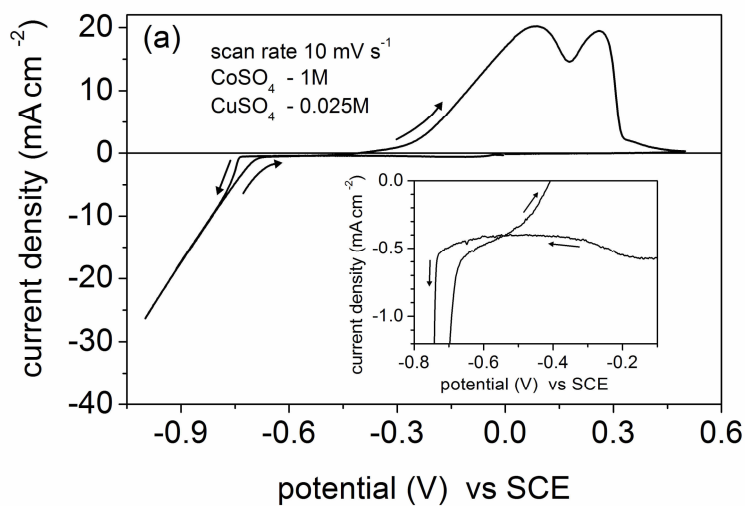 (a)
scan rate 10 mV s⁻¹
CoSO₄ - 1M
CuSO₄ - 0.025M
current density (mA cm⁻²)
20
10
0
-10
-20
-30
-40
-0.9 -0.6 -0.3 0.0 0.3 0.6
potential (V) vs SCE
current density (mA cm⁻²)
0.0
-0.5
-1.0
-0.8 -0.6 -0.4 -0.2
potential (V) vs SCE